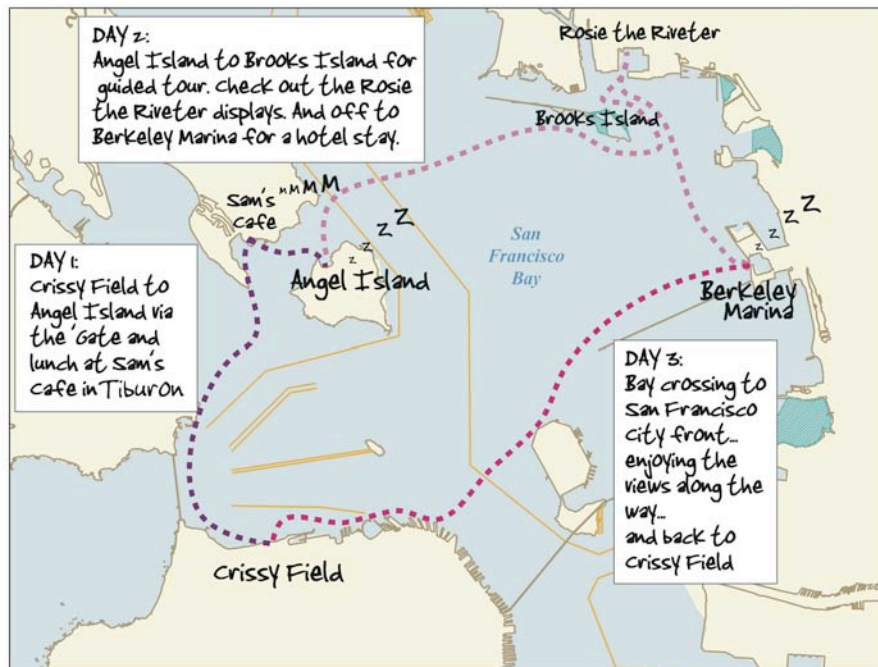 DAY 2:
Angel Island to Brooks Island for
guided tour. Check out the Rosie
the Riveter displays. And off to
Berkeley Marina for a hotel stay.
Rosie the Riveter
Brooks Island
Sam's MMMM
Cafe
z z z Z Z
Angel Island
San
Francisco
Bay
z z Z Z
Berkeley
Marina
DAY 1:
Crissy Field to
Angel Island via
the 'Gate and
lunch at Sam's
Cafe in Tiburon
DAY 3:
Bay crossing to
San Francisco
City front...
enjoying the
views along the
way...
and back to
Crissy Field
Crissy Field